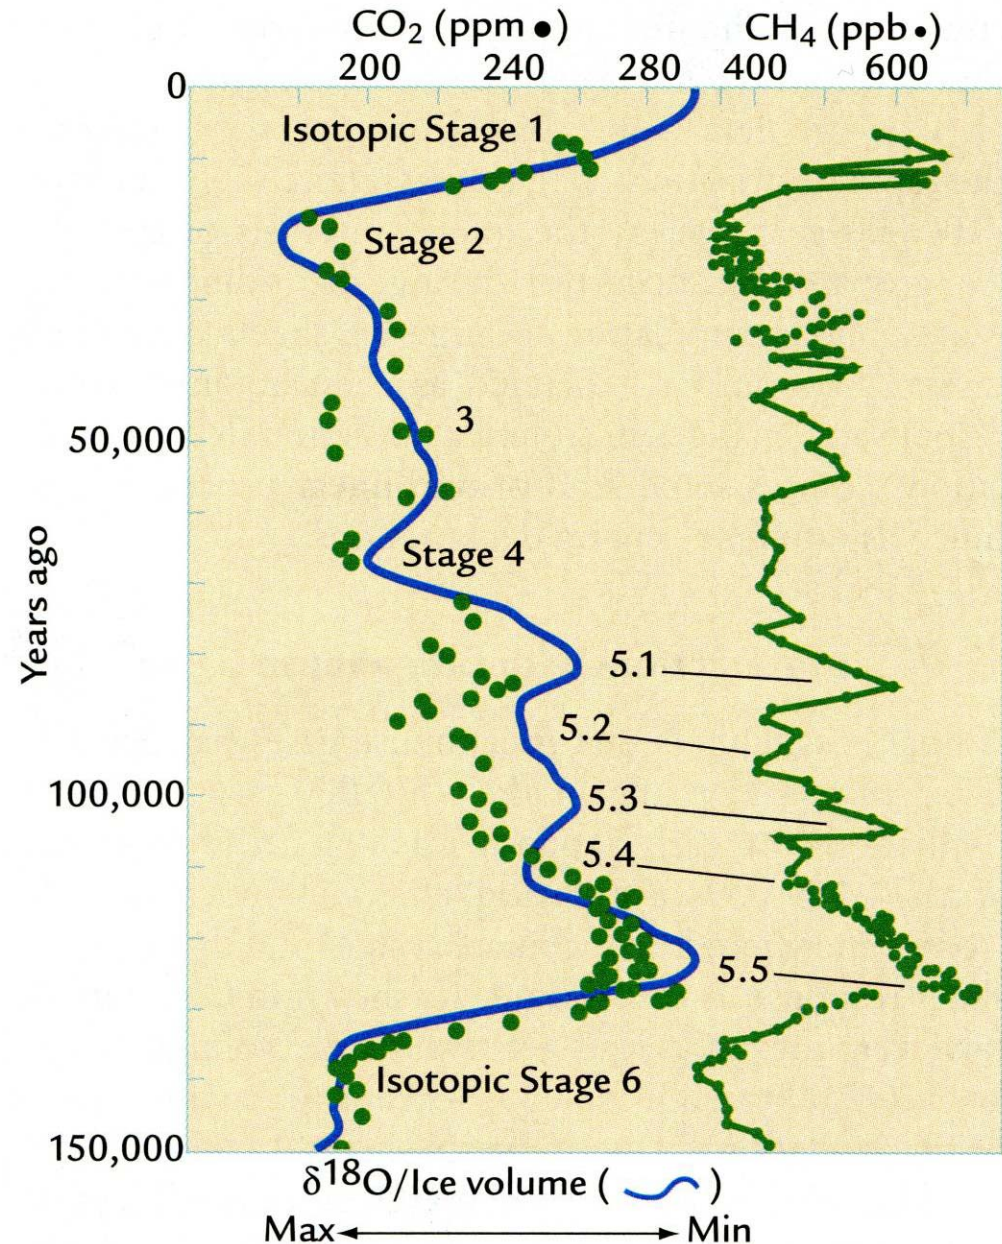 CO₂ (ppm ●) CH₄ (ppb •)
200 240 280 400 600
0
Isotopic Stage 1
Stage 2
3
50,000
Stage 4
Years ago
5.1
5.2
100,000
5.3
5.4
5.5
Isotopic Stage 6
150,000
δ¹⁸O/Ice volume ( )
Max Min